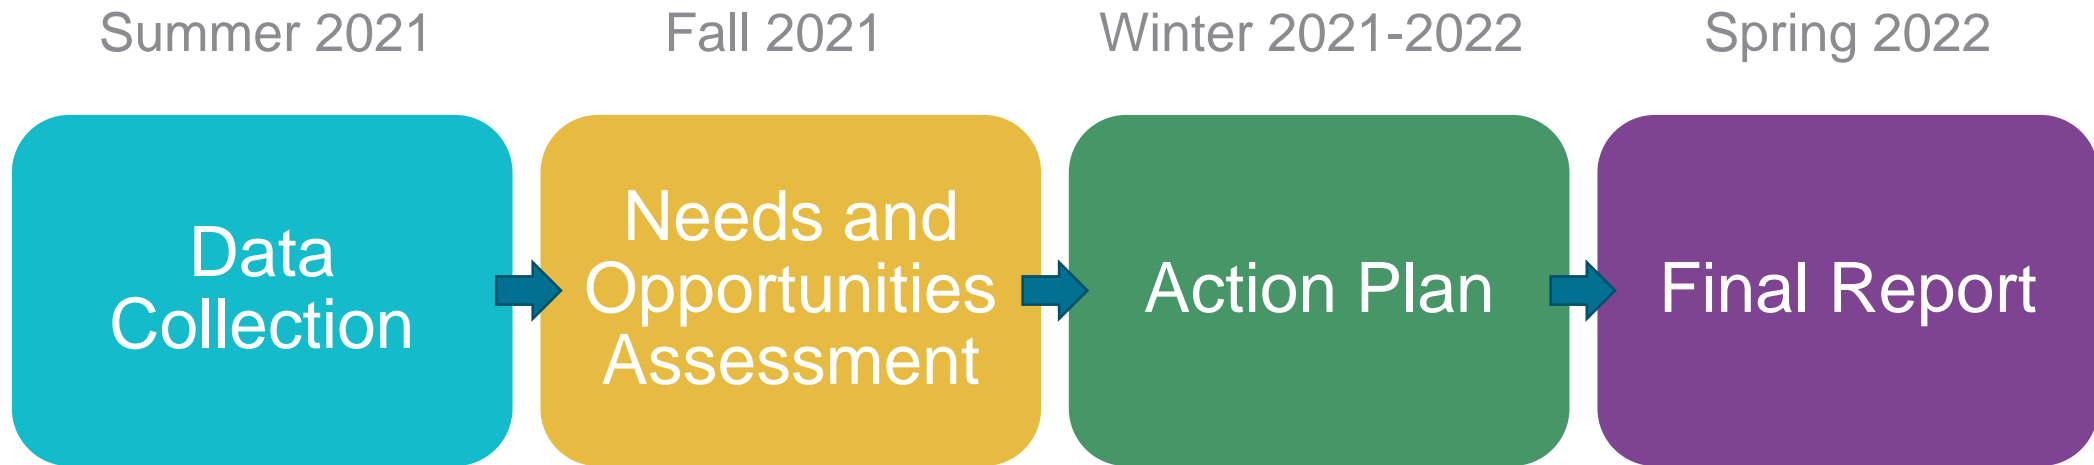 Summer 2021
Fall 2021
Winter 2021-2022
Spring 2022
Data
Collection
Needs and
Opportunities
Assessment
Action Plan
Final Report